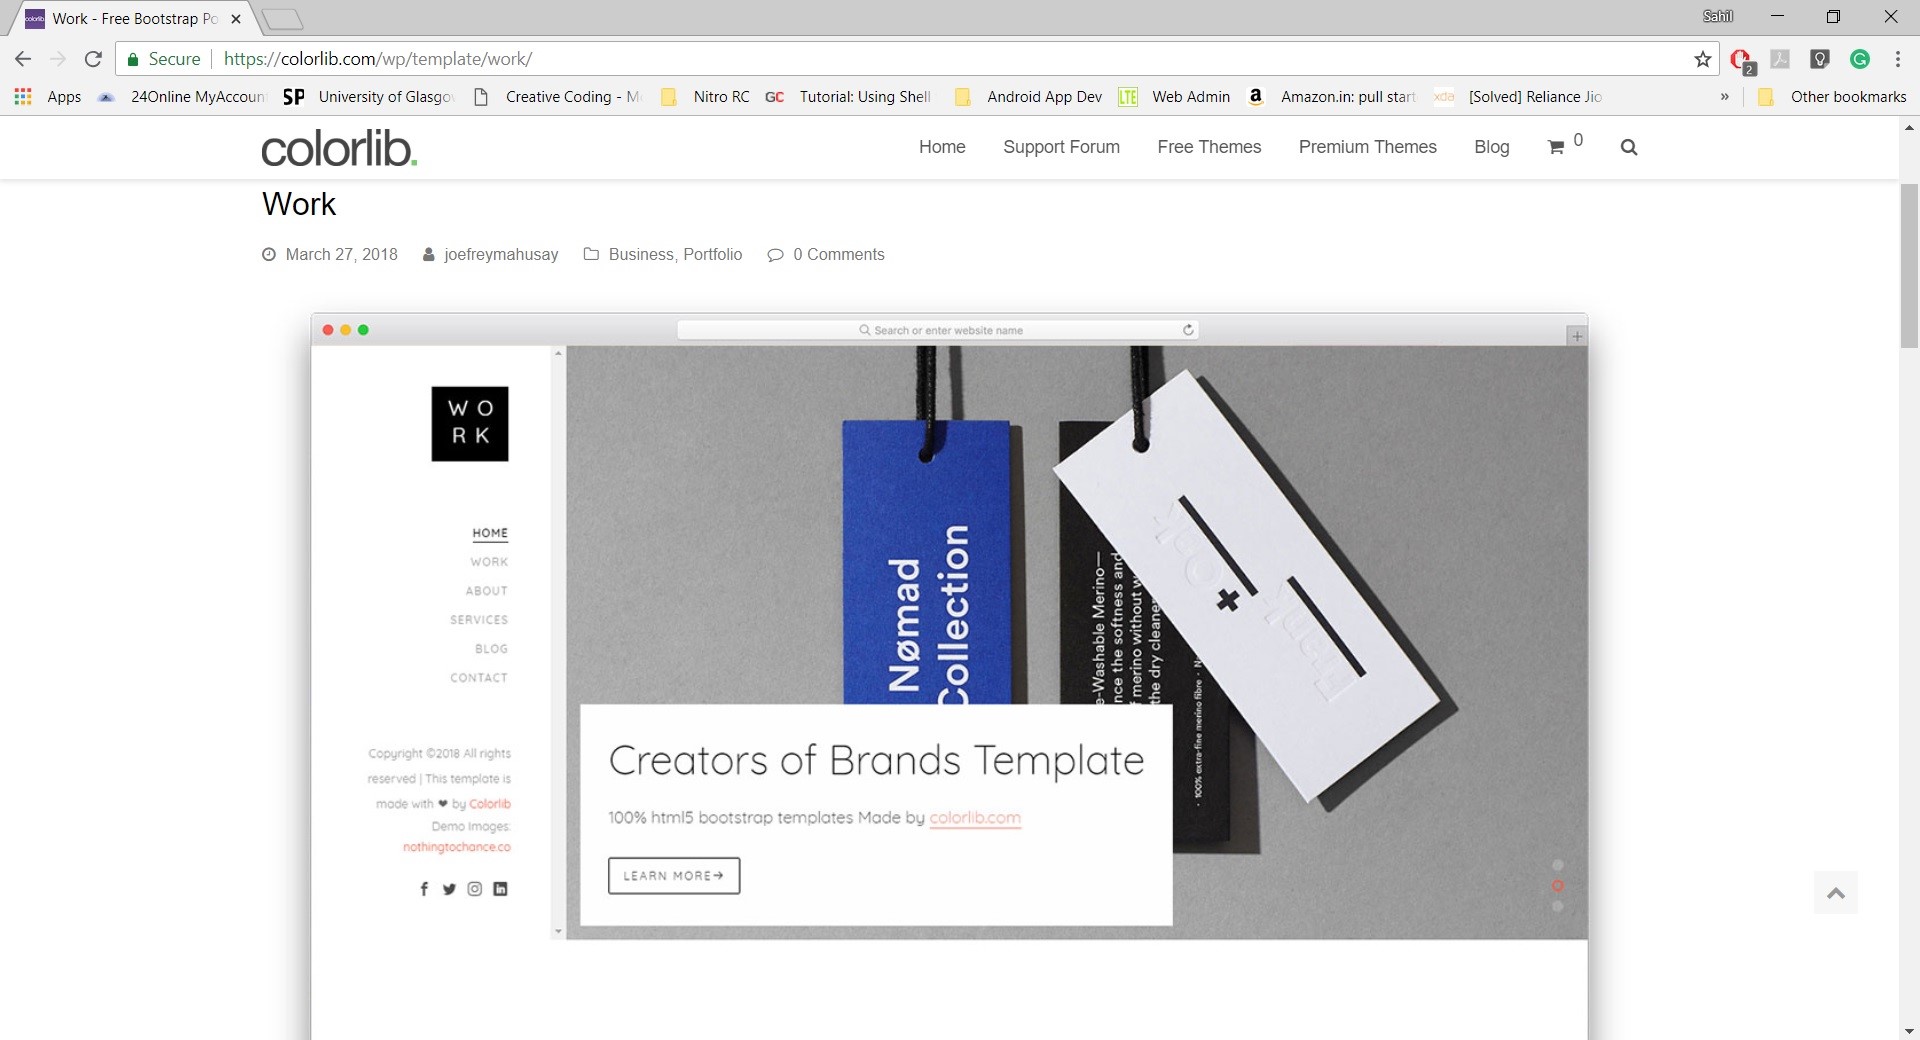 Work - Free Bootstrap Po
Sahil
Secure
https://colorlib.com/wp/template/work/
2
Apps
24Online MyAccoun
SP
University of Glasgo
Creative Coding - M
Nitro RC
GC
Tutorial: Using Shell
Android App Dev
LTE
Web Admin
a
Amazon.in: pull start
xda
[Solved] Reliance Jio
»
Other bookmarks
colorlib.
Home
Support Forum
Free Themes
Premium Themes
Blog
0
Work
March 27, 2018
joefreymahusay
Business, Portfolio
0 Comments
Search or enter website name
WO
RK
HOME
WORK
ABOUT
SERVICES
BLOG
CONTACT
Copyright ©2018 All rights
reserved | This template is
made with ❤ by Colorlib
Demo Images:
nothingtochance.co
Nømad
Collection
e-Washable Merino—
nce the softness and
f merino without w
the dry cleaner
· 100% extra-fine merino fibre · N
Creators of Brands Template
100% html5 bootstrap templates Made by colorlib.com
LEARN MORE→